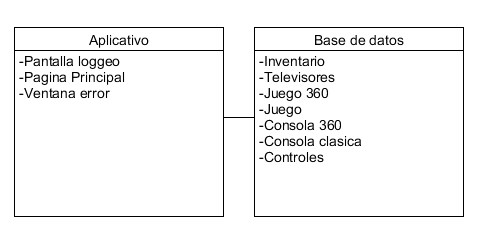 Aplicativo
-Pantalla loggeo
-Pagina Principal
-Ventana error
Base de datos
-Inventario
-Televisores
-Juego 360
-Juego
-Consola 360
-Consola clasica
-Controles